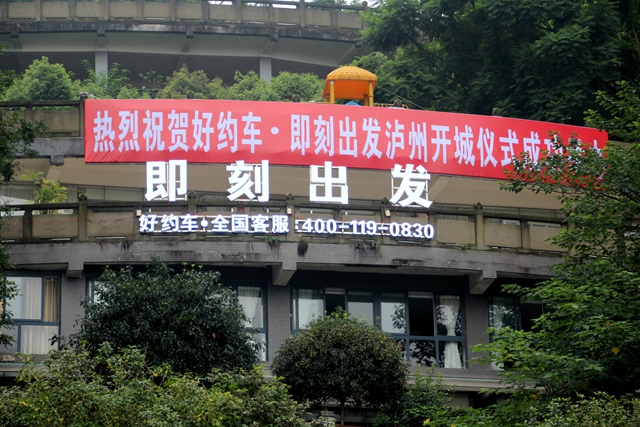 热烈祝贺好约车·即刻出发泸州开城仪式成功
即刻出发
好约车·全国客服:400-119-0830